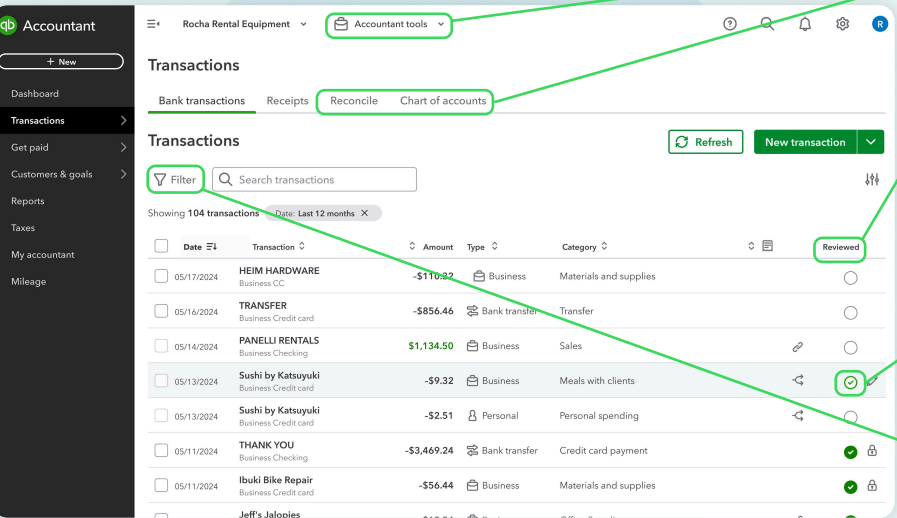 qb Accountant
Rocha Rental Equipment
Accountant tools
R
+ New
Dashboard
Transactions
Get paid
Customers & goals
Reports
Taxes
My accountant
Mileage
Transactions
Bank transactions Receipts Reconcile Chart of accounts
Transactions
Refresh
New transaction
Filter
Search transactions
Showing 104 transactions Date: Last 12 months X
Date Transaction Amount Type Category Reviewed
05/17/2024 HEIM HARDWARE -$116.32 Business Materials and supplies
Business CC
05/16/2024 TRANSFER -$856.46 Bank transfer Transfer
Business Credit card
05/14/2024 PANELLI RENTALS $1,134.50 Business Sales
Business Checking
05/13/2024 Sushi by Katsuyuki -$9.32 Business Meals with clients
Business Credit card
05/13/2024 Sushi by Katsuyuki -$2.51 Personal Personal spending
Business Credit card
05/11/2024 THANK YOU -$3,469.24 Bank transfer Credit card payment
Business Checking
05/11/2024 Ibuki Bike Repair -$56.44 Business Materials and supplies
Business Credit card
Jeff's Jalopies